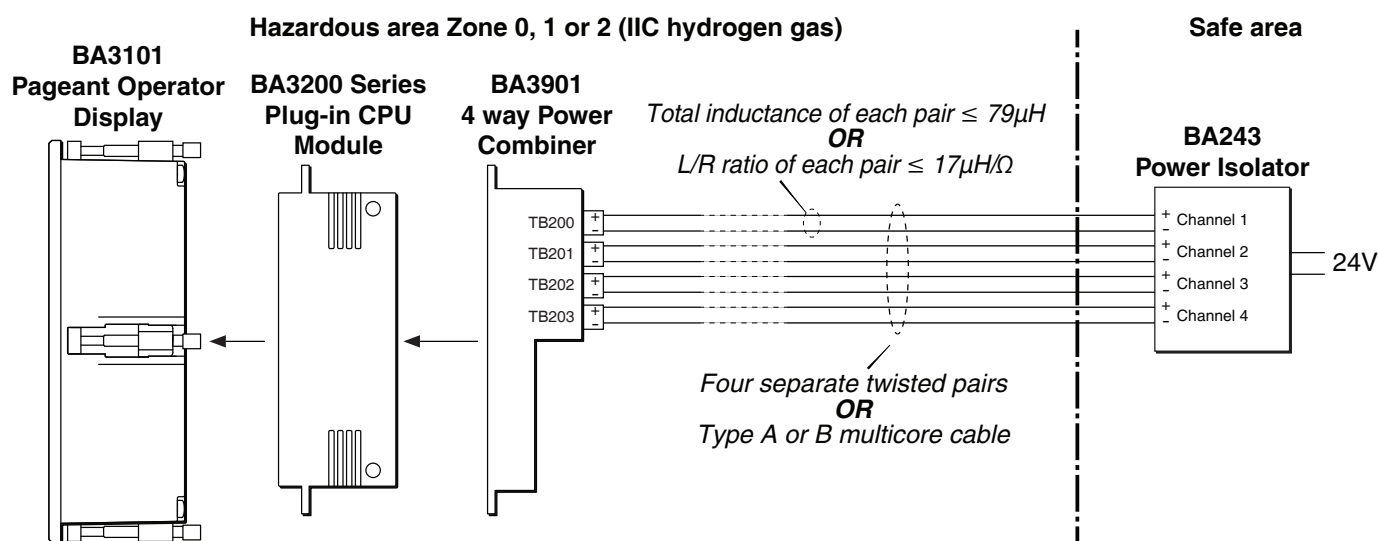 Hazardous area Zone 0, 1 or 2 (IIC hydrogen gas)
Safe area
BA3101
Pageant Operator
Display
BA3200 Series
Plug-in CPU
Module
BA3901
4 way Power
Combiner
Total inductance of each pair ≤ 79µH
OR
L/R ratio of each pair ≤ 17µH/Ω
BA243
Power Isolator
TB200
+
-
TB201
+
-
TB202
+
-
TB203
+
-
+
-
Channel 1
+
-
Channel 2
+
-
Channel 3
+
-
Channel 4
24V
Four separate twisted pairs
OR
Type A or B multicore cable